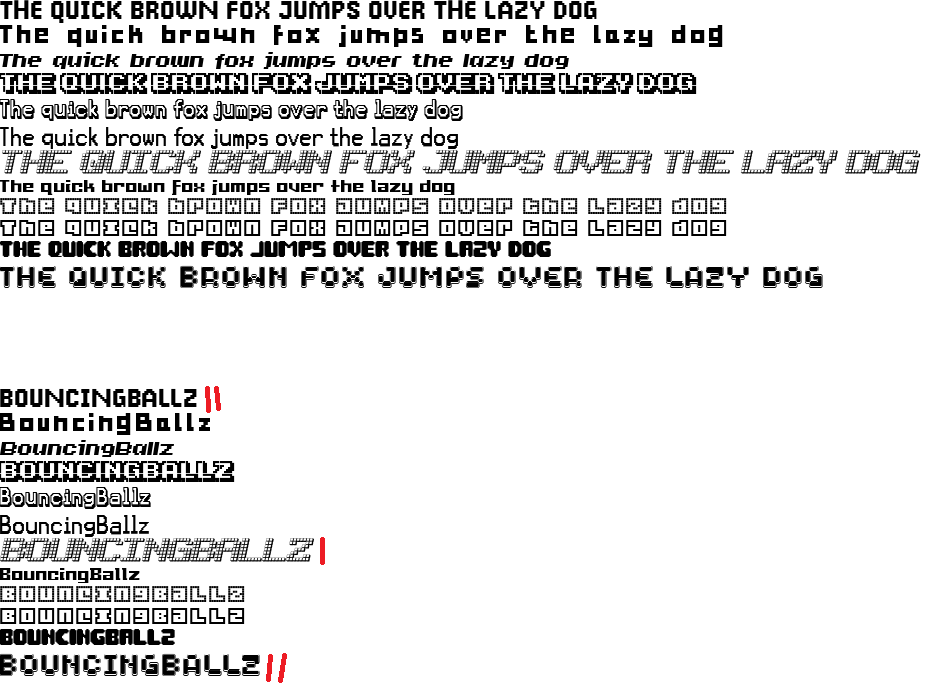 THE QUICK BROWN FOX JUMPS OVER THE LAZY DOG
The quick brown fox jumps over the lazy dog
The quick brown fox jumps over the lazy dog
THE QUICK BROWN FOX JUMPS OVER THE LAZY DOG
The quick brown fox jumps over the lazy dog
The quick brown fox jumps over the lazy dog
THE QUICK BROWN FOX JUMPS OVER THE LAZY DOG
The quick brown fox jumps over the lazy dog
The quick brown fox jumps over the lazy dog
The quick brown fox jumps over the lazy dog
THE QUICK BROWN FOX JUMPS OVER THE LAZY DOG
THE QUICK BROWN FOX JUMPS OVER THE LAZY DOG
BOUNCINGBALLZ
BouncingBallz
BouncingBallz
BOUNCINGBALLZ
BouncingBallz
BouncingBallz
BOUNCINGBALLZ
BouncingBallz
BouncingBallz
BouncingBallz
BOUNCINGBALLZ
BOUNCINGBALLZ